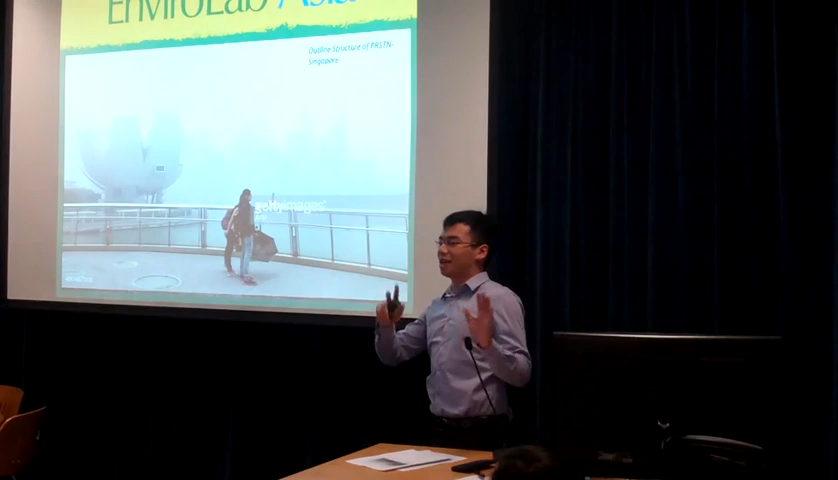 EnviroLab Asia
Outline Structure of PRSTN-
Singapore
gettyimages